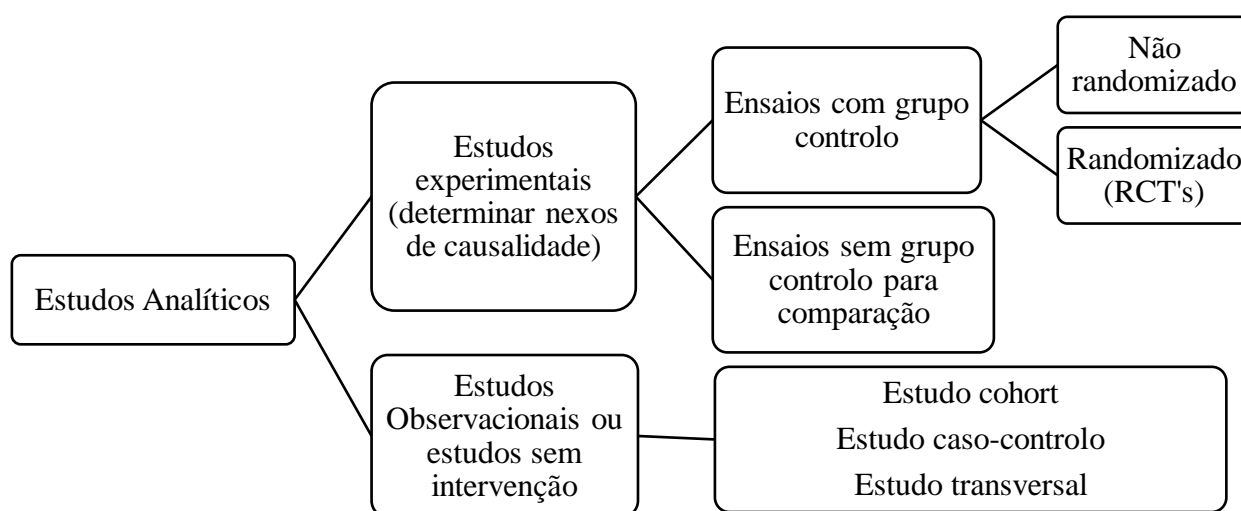 Estudos Analíticos
Estudos
experimentais
(determinar nexos
de causalidade)
Ensaios com grupo
controlo
Não
randomizado
Randomizado
(RCT's)
Ensaios sem grupo
controlo para
comparação
Estudos
Observacionais ou
estudos sem
intervenção
Estudo cohort
Estudo caso-controlo
Estudo transversal